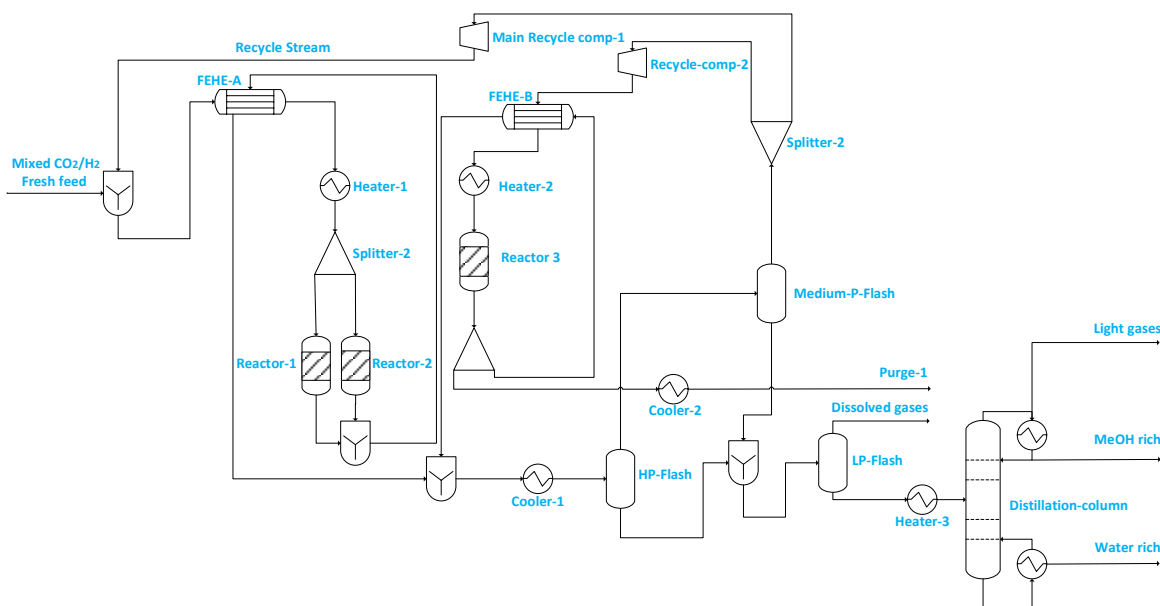 Main Recycle comp-1
Recycle Stream
Recycle-comp-2
FEHE-A
FEHE-B
Splitter-2
Mixed CO2/H2
Fresh feed
Heater-1
Heater-2
Splitter-2
Reactor 3
Medium-P-Flash
Light gases
Reactor-1
Reactor-2
Purge-1
Cooler-2
Dissolved gases
MeOH rich
HP-Flash
LP-Flash
Cooler-1
Heater-3
Distillation-column
Water rich